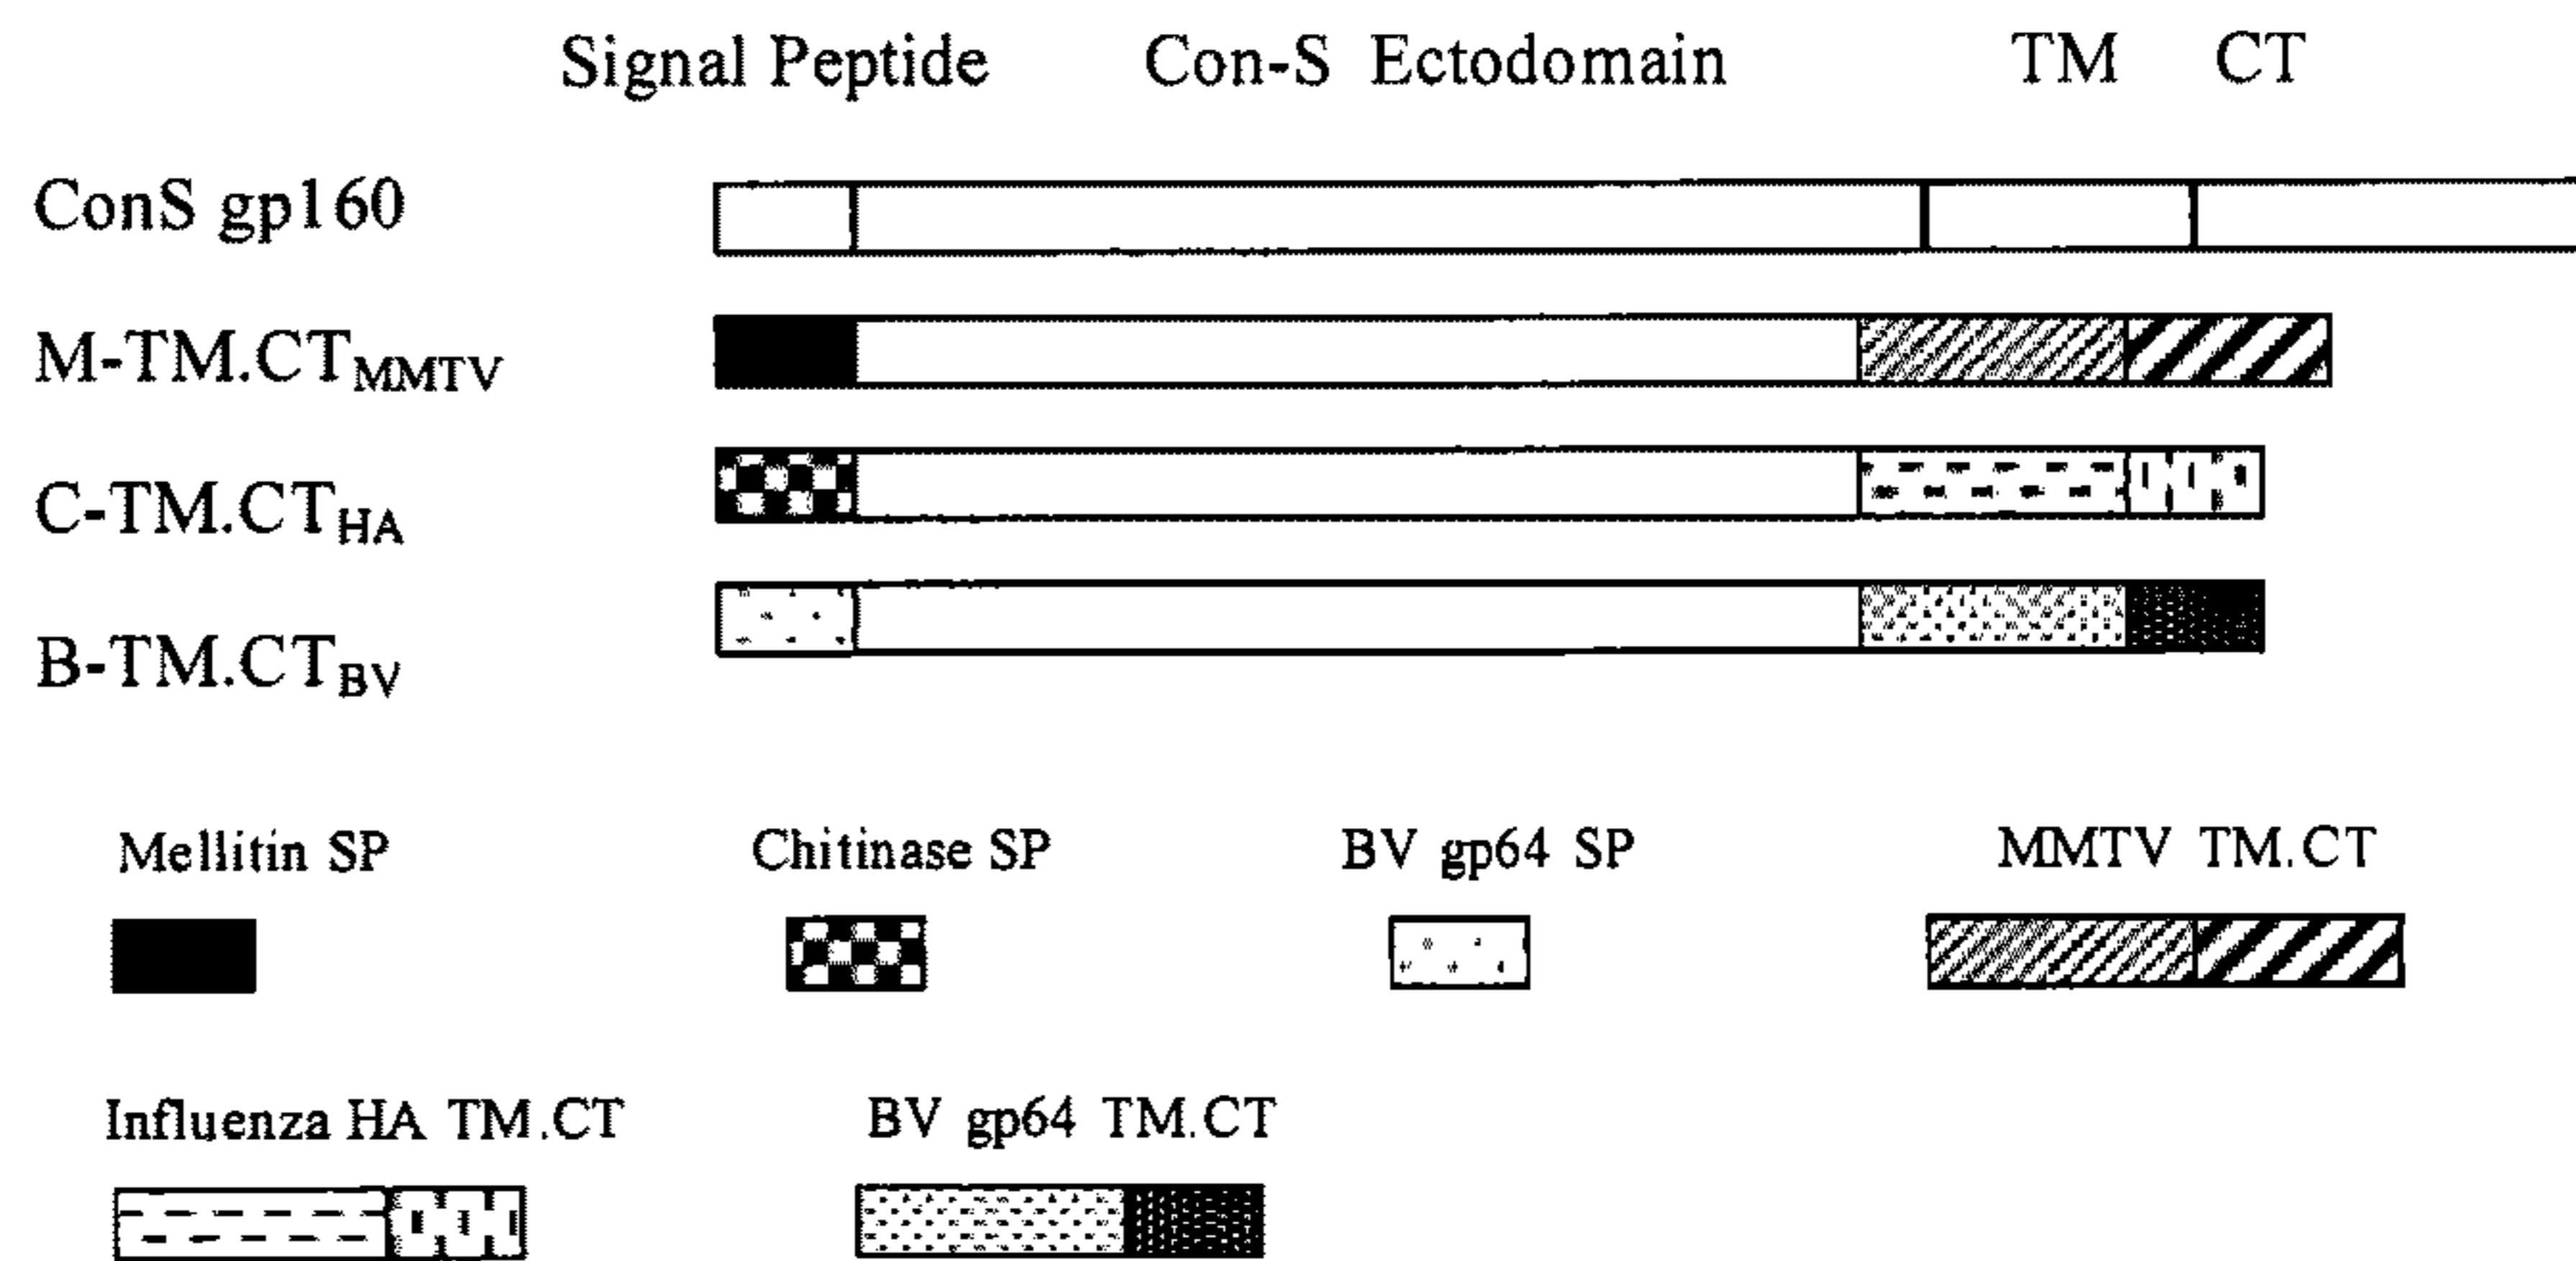 Signal Peptide Con-S Ectodomain TM CT
ConS gp160
M-TM.CTMMTV
C-TM.CTHA
B-TM.CTBV
Mellitin SP Chitinase SP BV gp64 SP MMTV TM.CT
Influenza HA TM.CT BV gp64 TM.CT